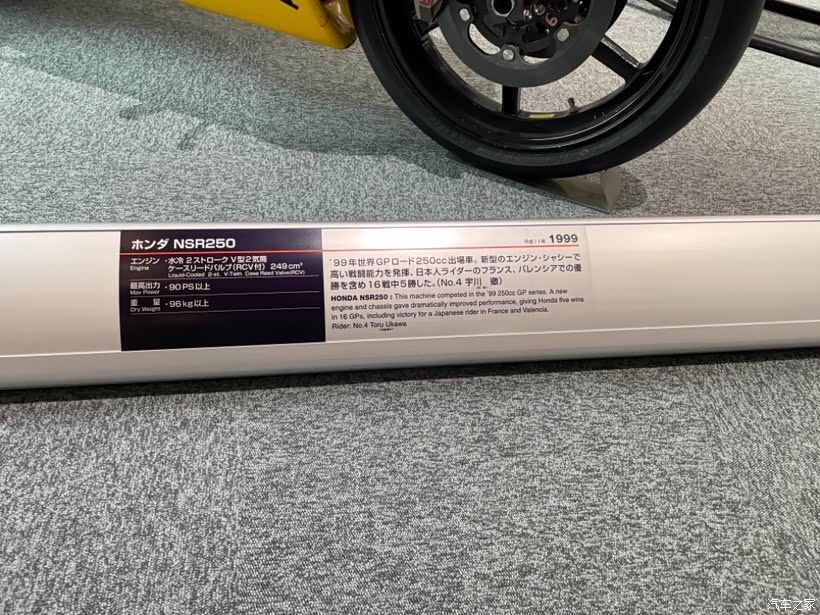 ホンダ NSR250
エンジン・水冷2ストローク V型2気筒
Engine ケースリードバルブ(RCV付) 249cm³
Liquid-Cooled 2-st. V-Twin Case Reed Valve(RCV)
最高出力・90PS以上
Max Power
重 量・96kg以上
Dry Weight
平成11年 1999
'99年世界GPロード250cc出場車。新型のエンジン・シャシーで
高い戦闘能力を発揮、日本人ライダーのフランス、バレンシアでの優
勝を含め16戦中5勝した。(No.4 宇川 徹)
HONDA NSR250 : This machine competed in the '99 250cc GP series. A new
engine and chassis gave dramatically improved performance, giving Honda five wins
in 16 GPs, including victory for a Japanese rider in France and Valencia.
Rider: No.4 Toru Ukawa
(Japan)
汽车之家